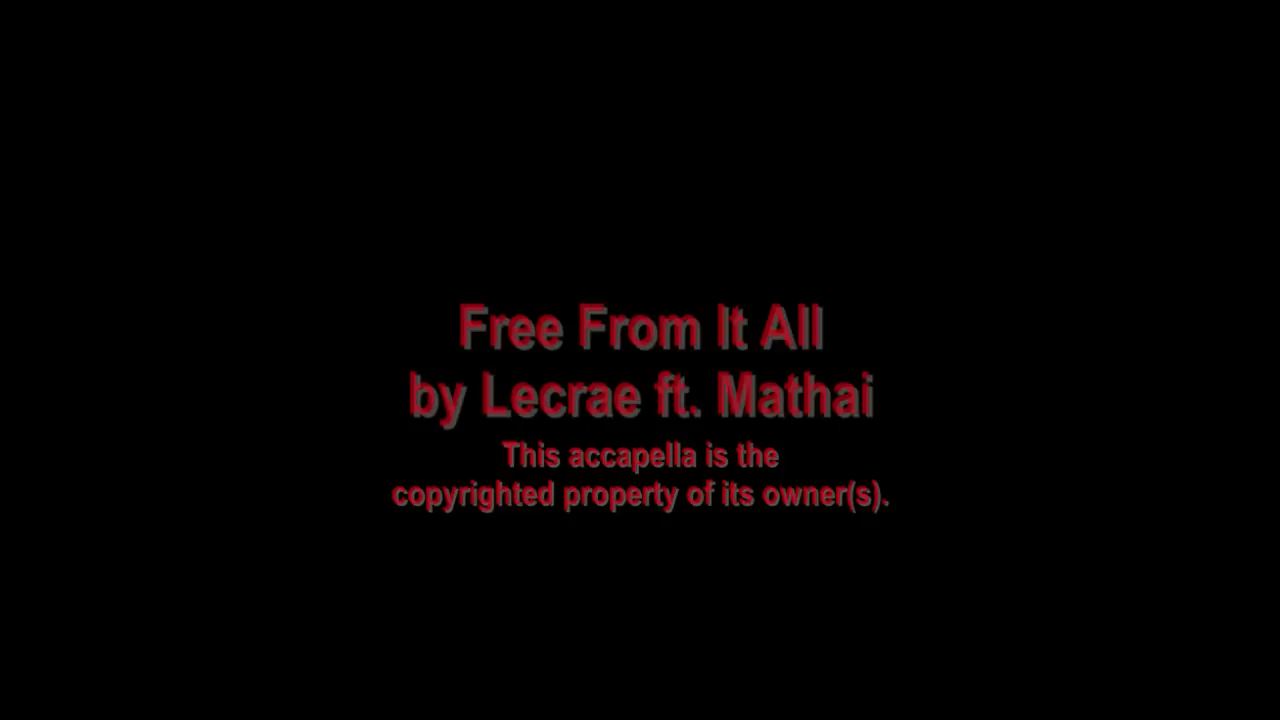 Free From It All
by Lecrae ft. Mathai
This accapella is the
copyrighted property of its owner(s).